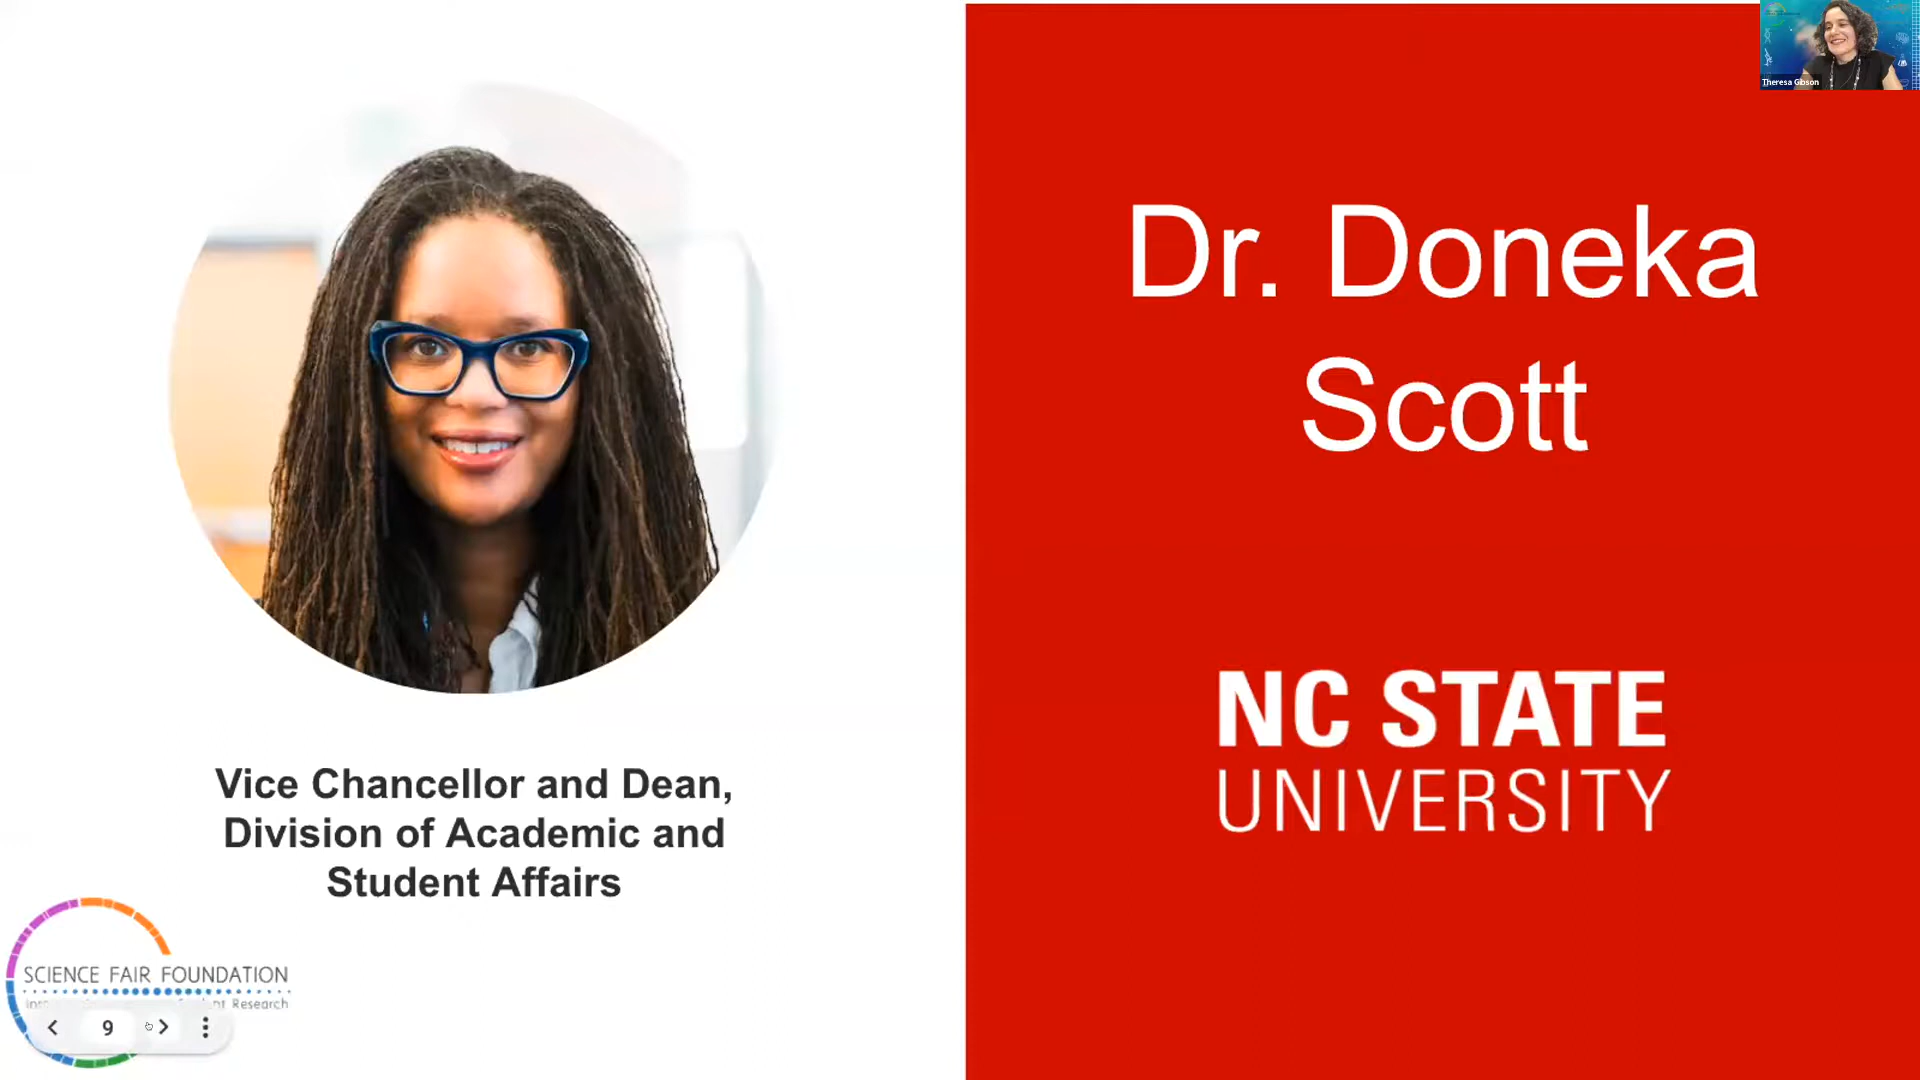 Theresa Gibson
Dr. Doneka
Scott
NC STATE
UNIVERSITY
Vice Chancellor and Dean,
Division of Academic and
Student Affairs
SCIENCE FAIR FOUNDATION
Research
9